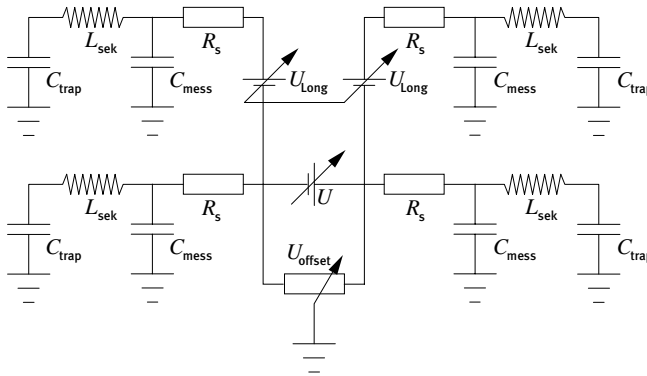 L_sek R_s R_s L_sek
C_trap C_mess U_Long U_Long C_mess C_trap
L_sek R_s U R_s L_sek
C_trap C_mess C_mess C_trap
U_offset